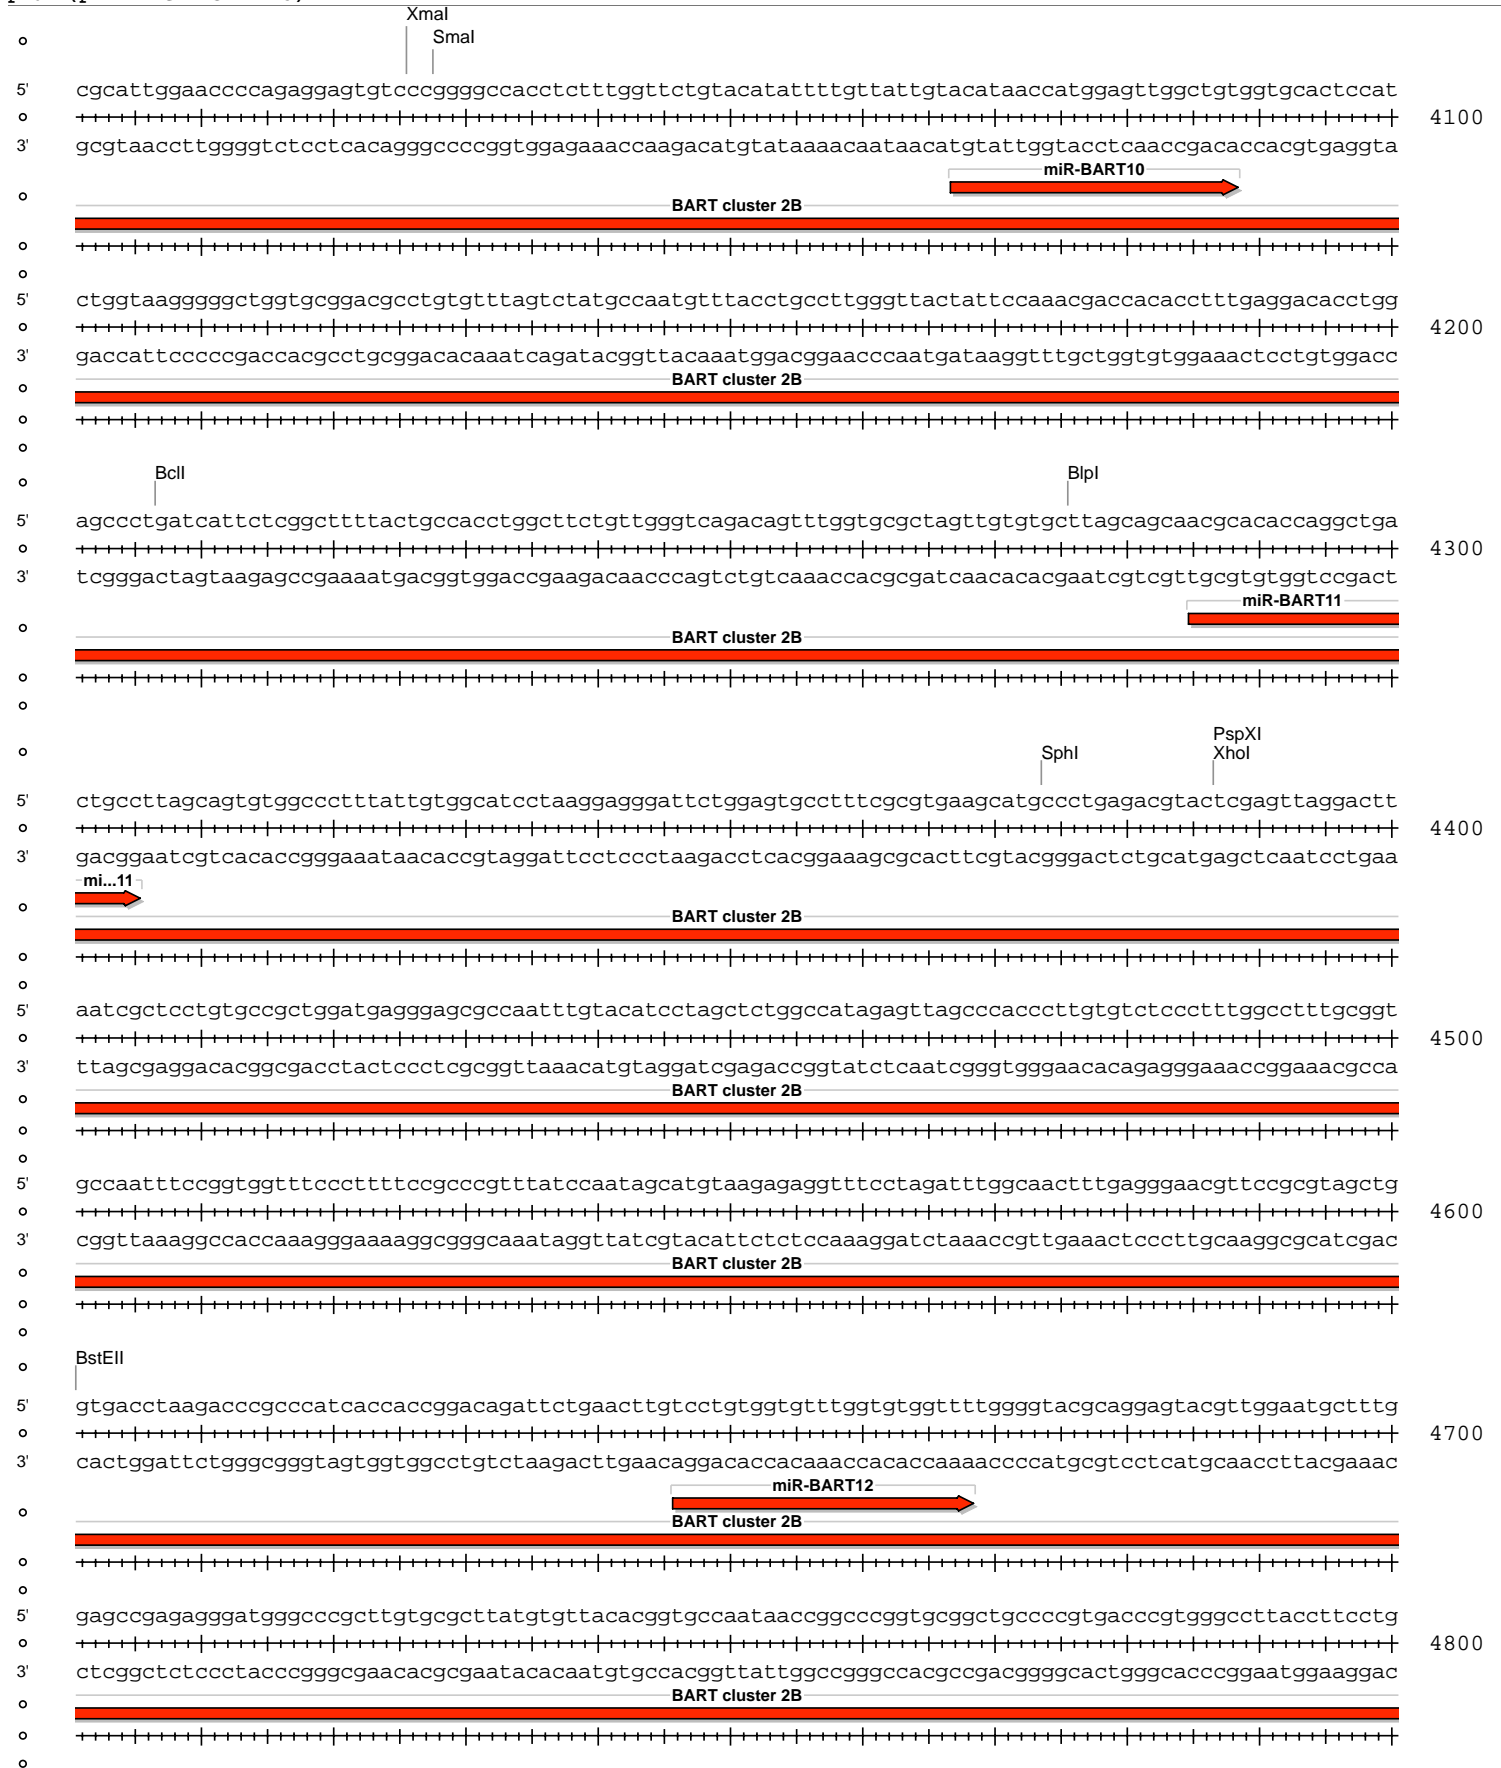 XmaI
SmaI
5' cgcattggaaccccagaggagtgtcccggggccacctctttggttctgtacatattttgttattgtacataaccatggagttggctgtggtgcactccat
4100
3' gcgtaaccttggggtctcctcacagggccccggtggagaaaccaagacatgtataaaacaataacatgtattggtacctcaaccgacaccacgtgaggta
miR-BART10
BART cluster 2B
5' ctggtaagggggctggtgcggacgcctgtgtttagtctatgccaatgtttacctgccttgggttactattccaaacgaccacacctttgaggacacctgg
4200
3' gaccattcccccgaccacgcctgcggacacaaatcagatacggttacaaatggacggaacccaatgataaggtttgctggtgtggaaactcctgtggacc
BART cluster 2B
BclI BlpI
5' agccctgatcattctcggcttttactgccacctggcttctgttgggtcagacagtttggtgcgctagttgtgtgcttagcagcaacgcacaccaggctga
4300
3' tcgggactagtaagagccgaaaatgacggtggaccgaagacaacccagtctgtcaaaccacgcgatcaacacacgaatcgtcgttgcgtgtggtccgact
miR-BART11
BART cluster 2B
PspXI
SphI XhoI
5' ctgccttagcagtgtggccctttattgtggcatcctaaggagggattctggagtgcctttcgcgtgaagcatgccctgagacgtactcgagttaggactt
4400
3' gacggaatcgtcacaccgggaaataacaccgtaggattcctccctaagacctcacggaaagcgcacttcgtacgggactctgcatgagctcaatcctgaa
mi...11
BART cluster 2B
5' aatcgctcctgtgccgctggatgagggagcgccaatttgtacatcctagctctggccatagagttagcccacccttgtgtctccctttggcctttgcggt
4500
3' ttagcgaggacacggcgacctactccctcgcggttaaacatgtaggatcgagaccggtatctcaatcgggtgggaacacagagggaaaccggaaacgcca
BART cluster 2B
5' gccaatttccggtggtttcccttttccgcccgtttatccaatagcatgtaagagaggtttcctagatttggcaactttgagggaacgttccgcgtagctg
4600
3' cggttaaaggccaccaaagggaaaaggcgggcaaataggttatcgtacattctctccaaaggatctaaaccgttgaaactcccttgcaaggcgcatcgac
BART cluster 2B
BstEII
5' gtgacctaagacccgcccatcaccaccggacagattctgaacttgtcctgtggtgtttggtgtggttttggggtacgcaggagtacgttggaatgctttg
4700
3' cactggattctgggcgggtagtggtggcctgtctaagacttgaacaggacaccacaaaccacaccaaaaccccatgcgtcctcatgcaaccttacgaaac
miR-BART12
BART cluster 2B
5' gagccgagagggatgggcccgcttgtgcgcttatgtgttacacggtgccaataaccggcccggtgcggctgccccgtgacccgtgggccttaccttcctg
4800
3' ctcggctctccctacccgggcgaacacgcgaatacacaatgtgccacggttattggccgggccacgccgacggggcactgggcacccggaatggaaggac
BART cluster 2B